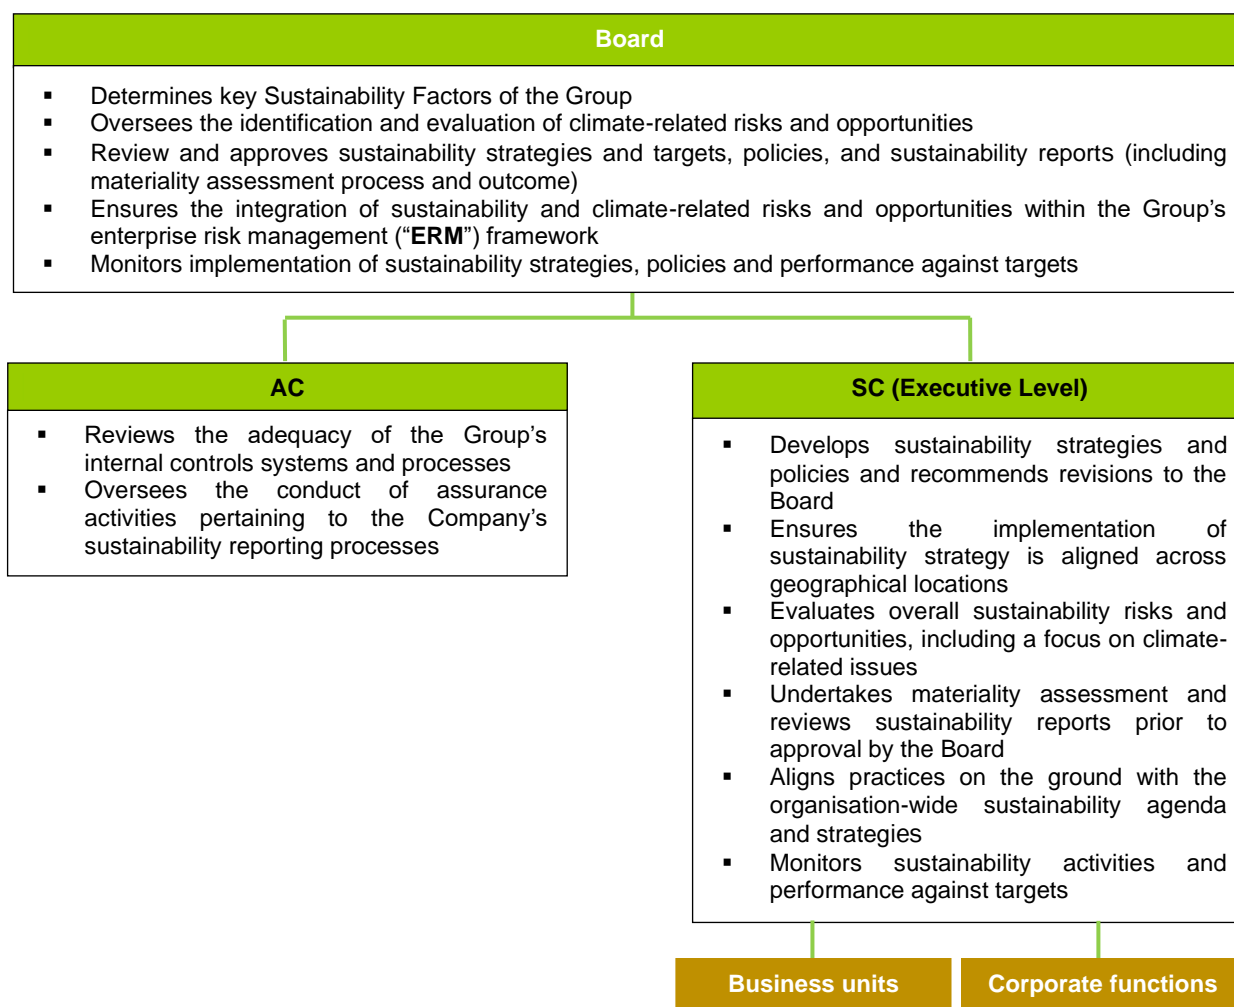 Board
▪ Determines key Sustainability Factors of the Group
▪ Oversees the identification and evaluation of climate-related risks and opportunities
▪ Review and approves sustainability strategies and targets, policies, and sustainability reports (including
materiality assessment process and outcome)
▪ Ensures the integration of sustainability and climate-related risks and opportunities within the Group’s
enterprise risk management (“ERM”) framework
▪ Monitors implementation of sustainability strategies, policies and performance against targets
AC
▪ Reviews the adequacy of the Group’s
internal controls systems and processes
▪ Oversees the conduct of assurance
activities pertaining to the Company’s
sustainability reporting processes
SC (Executive Level)
▪ Develops sustainability strategies and
policies and recommends revisions to the
Board
▪ Ensures the implementation of
sustainability strategy is aligned across
geographical locations
▪ Evaluates overall sustainability risks and
opportunities, including a focus on climate-
related issues
▪ Undertakes materiality assessment and
reviews sustainability reports prior to
approval by the Board
▪ Aligns practices on the ground with the
organisation-wide sustainability agenda
and strategies
▪ Monitors sustainability activities and
performance against targets
Business units
Corporate functions